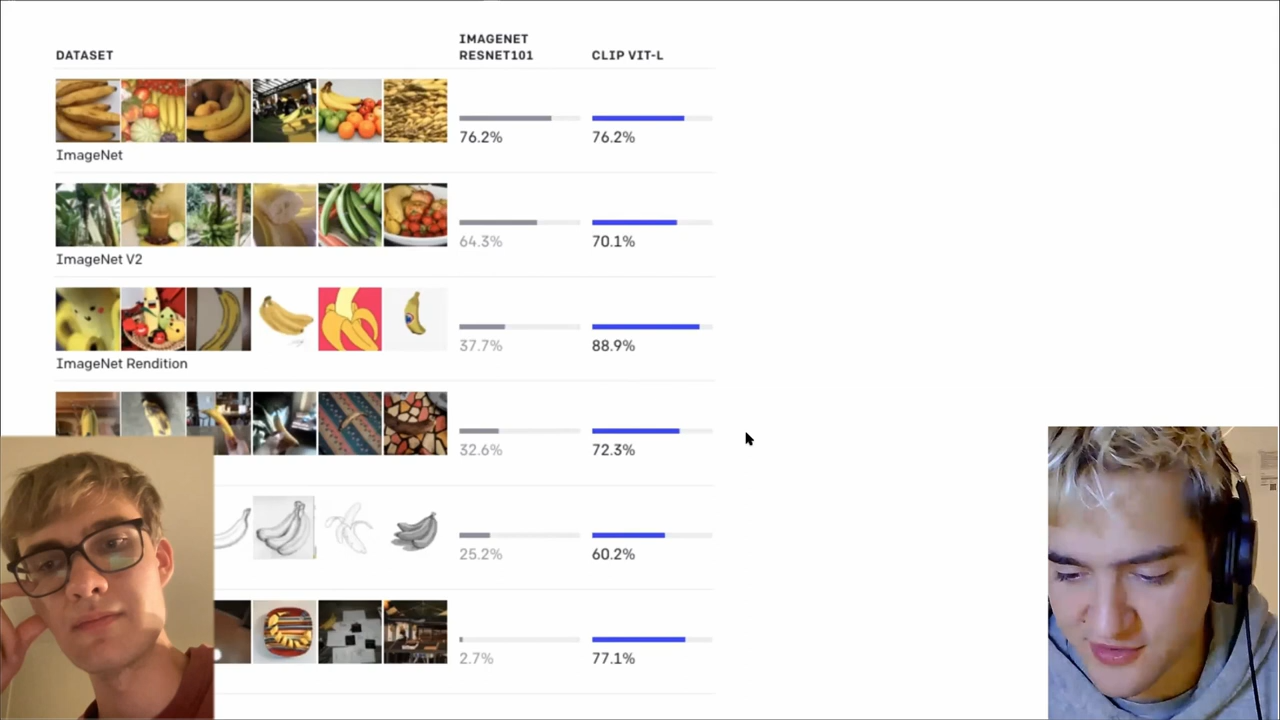 IMAGENET
DATASET RESNET101 CLIP VIT-L
76.2% 76.2%
ImageNet
64.3% 70.1%
ImageNet V2
37.7% 88.9%
ImageNet Rendition
32.6% 72.3%
25.2% 60.2%
2.7% 77.1%